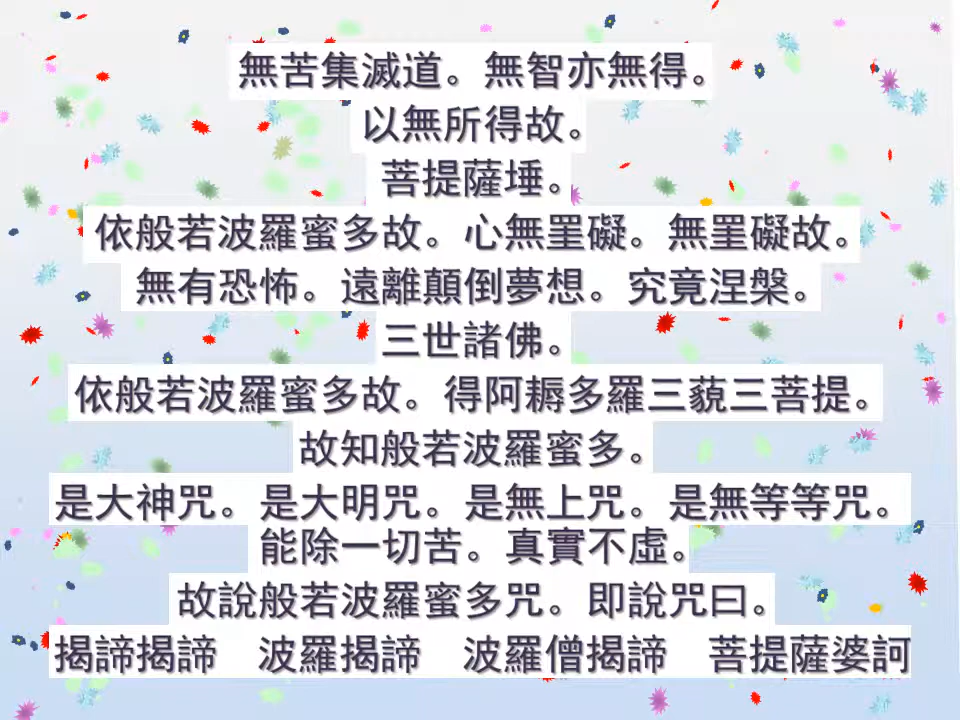 無苦集滅道。無智亦無得。
以無所得故。
菩提薩埵。
依般若波羅蜜多故。心無罣礙。無罣礙故。
無有恐怖。遠離顛倒夢想。究竟涅槃。
三世諸佛。
依般若波羅蜜多故。得阿耨多羅三藐三菩提。
故知般若波羅蜜多。
是大神咒。是大明咒。是無上咒。是無等等咒。
能除一切苦。真實不虛。
故說般若波羅蜜多咒。即說咒曰。
揭諦揭諦　波羅揭諦　波羅僧揭諦　菩提薩婆訶